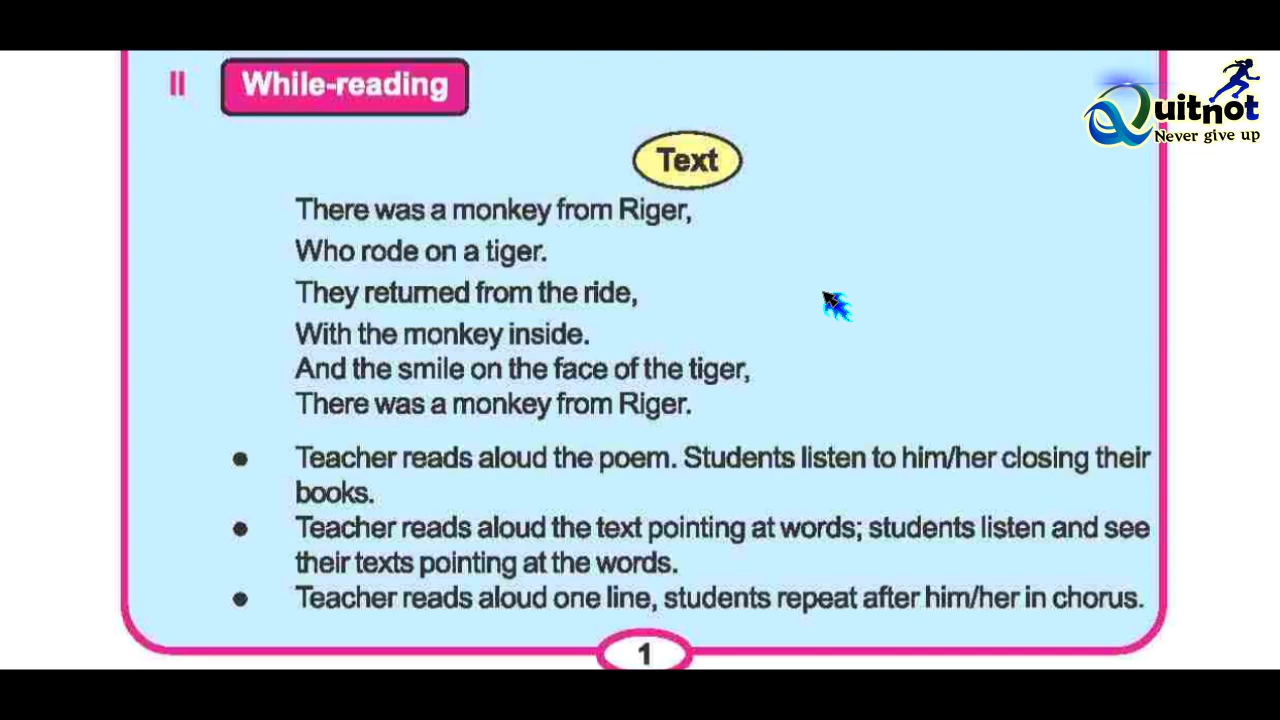 II While-reading
Quitnot
Never give up
Text
There was a monkey from Riger,
Who rode on a tiger.
They returned from the ride,
With the monkey inside.
And the smile on the face of the tiger,
There was a monkey from Riger.
● Teacher reads aloud the poem. Students listen to him/her closing their
books.
● Teacher reads aloud the text pointing at words; students listen and see
their texts pointing at the words.
● Teacher reads aloud one line, students repeat after him/her in chorus.
1